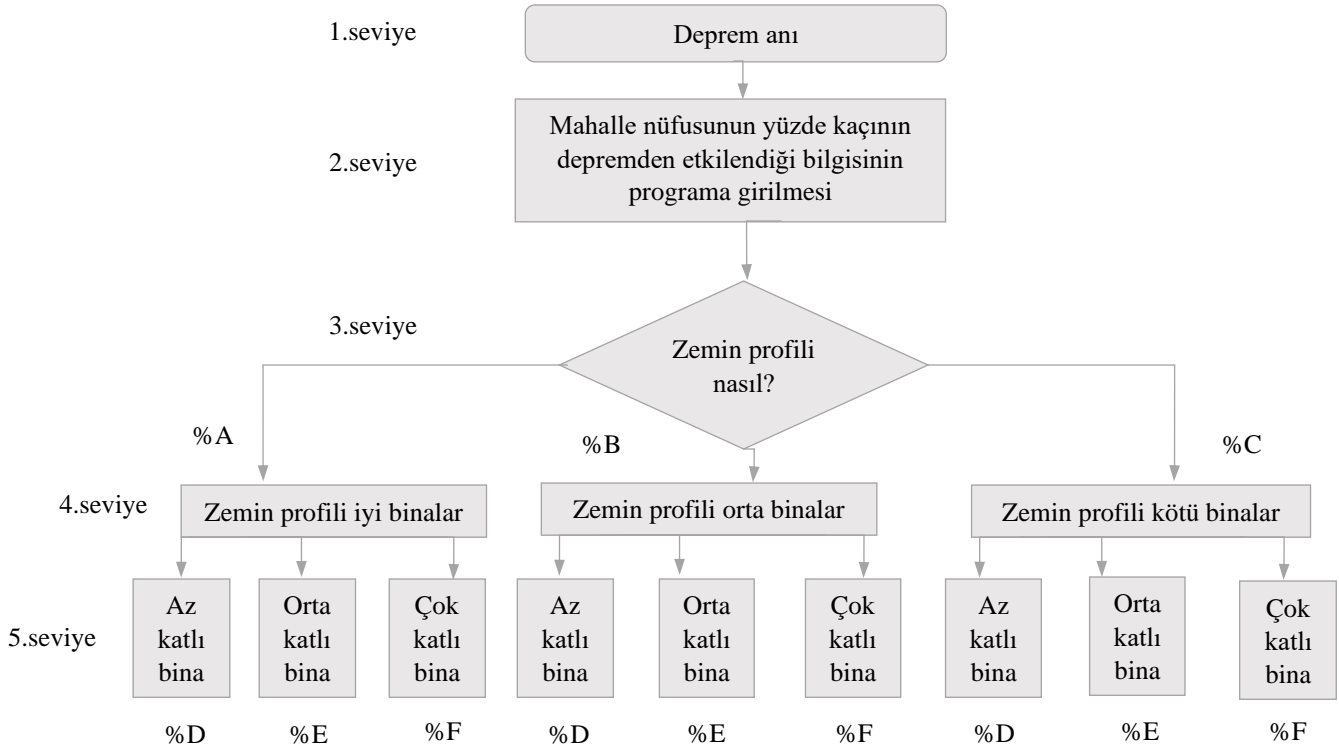 1.seviye
Deprem anı
2.seviye
Mahalle nüfusunun yüzde kaçının
depremden etkilendiği bilgisinin
programa girilmesi
3.seviye
Zemin profili
nasıl?
%A
%B
%C
4.seviye
Zemin profili iyi binalar
Zemin profili orta binalar
Zemin profili kötü binalar
5.seviye
Az
katlı
bina
Orta
katlı
bina
Çok
katlı
bina
Az
katlı
bina
Orta
katlı
bina
Çok
katlı
bina
Az
katlı
bina
Orta
katlı
bina
Çok
katlı
bina
%D
%E
%F
%D
%E
%F
%D
%E
%F